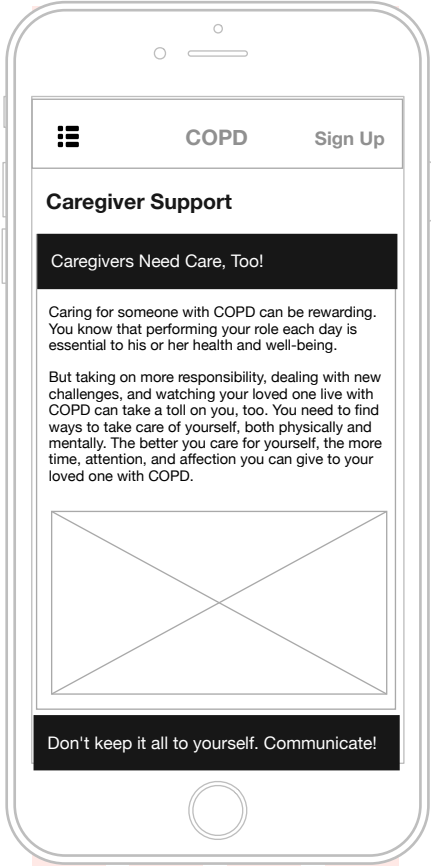 COPD Sign Up
Caregiver Support
Caregivers Need Care, Too!
Caring for someone with COPD can be rewarding.
You know that performing your role each day is
essential to his or her health and well-being.
But taking on more responsibility, dealing with new
challenges, and watching your loved one live with
COPD can take a toll on you, too. You need to find
ways to take care of yourself, both physically and
mentally. The better you care for yourself, the more
time, attention, and affection you can give to your
loved one with COPD.
Don't keep it all to yourself. Communicate!